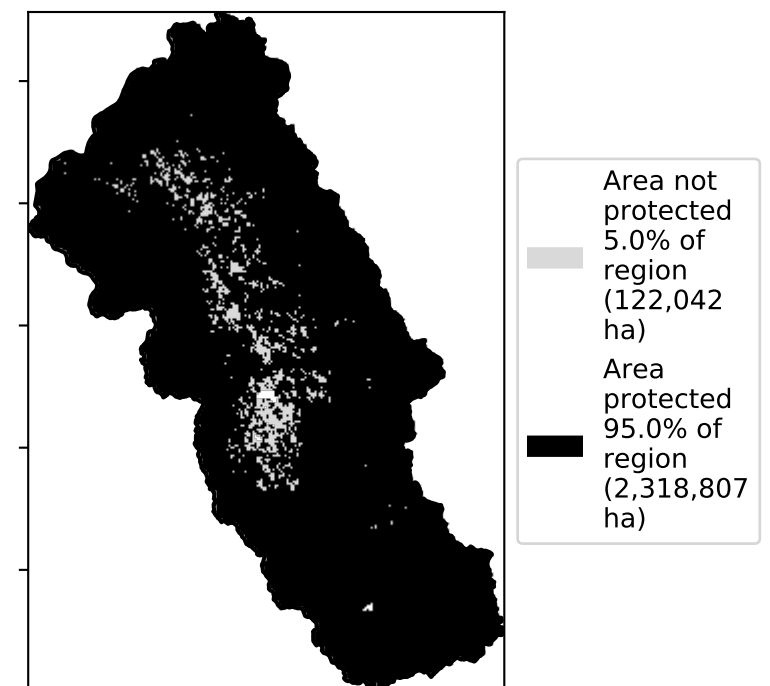 Area not
protected
5.0% of
region
(122,042
ha)
Area
protected
95.0% of
region
(2,318,807
ha)